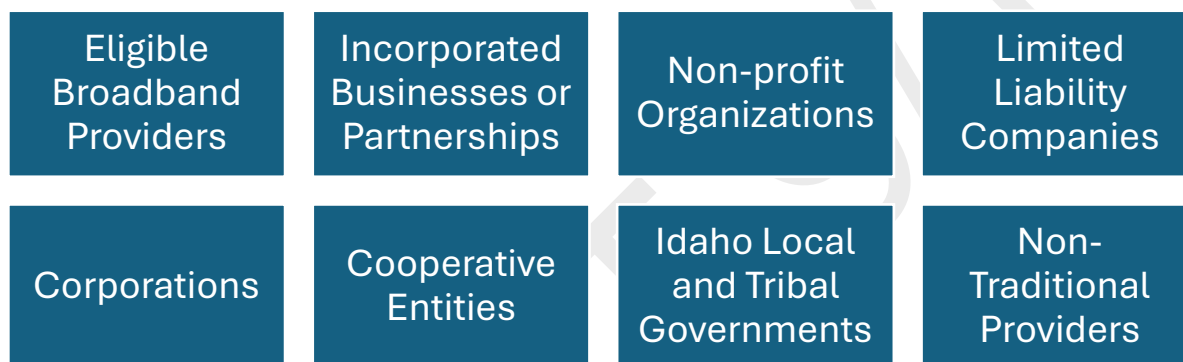 Eligible
Broadband
Providers
Incorporated
Businesses or
Partnerships
Non-profit
Organizations
Limited
Liability
Companies
Corporations
Cooperative
Entities
Idaho Local
and Tribal
Governments
Non-
Traditional
Providers